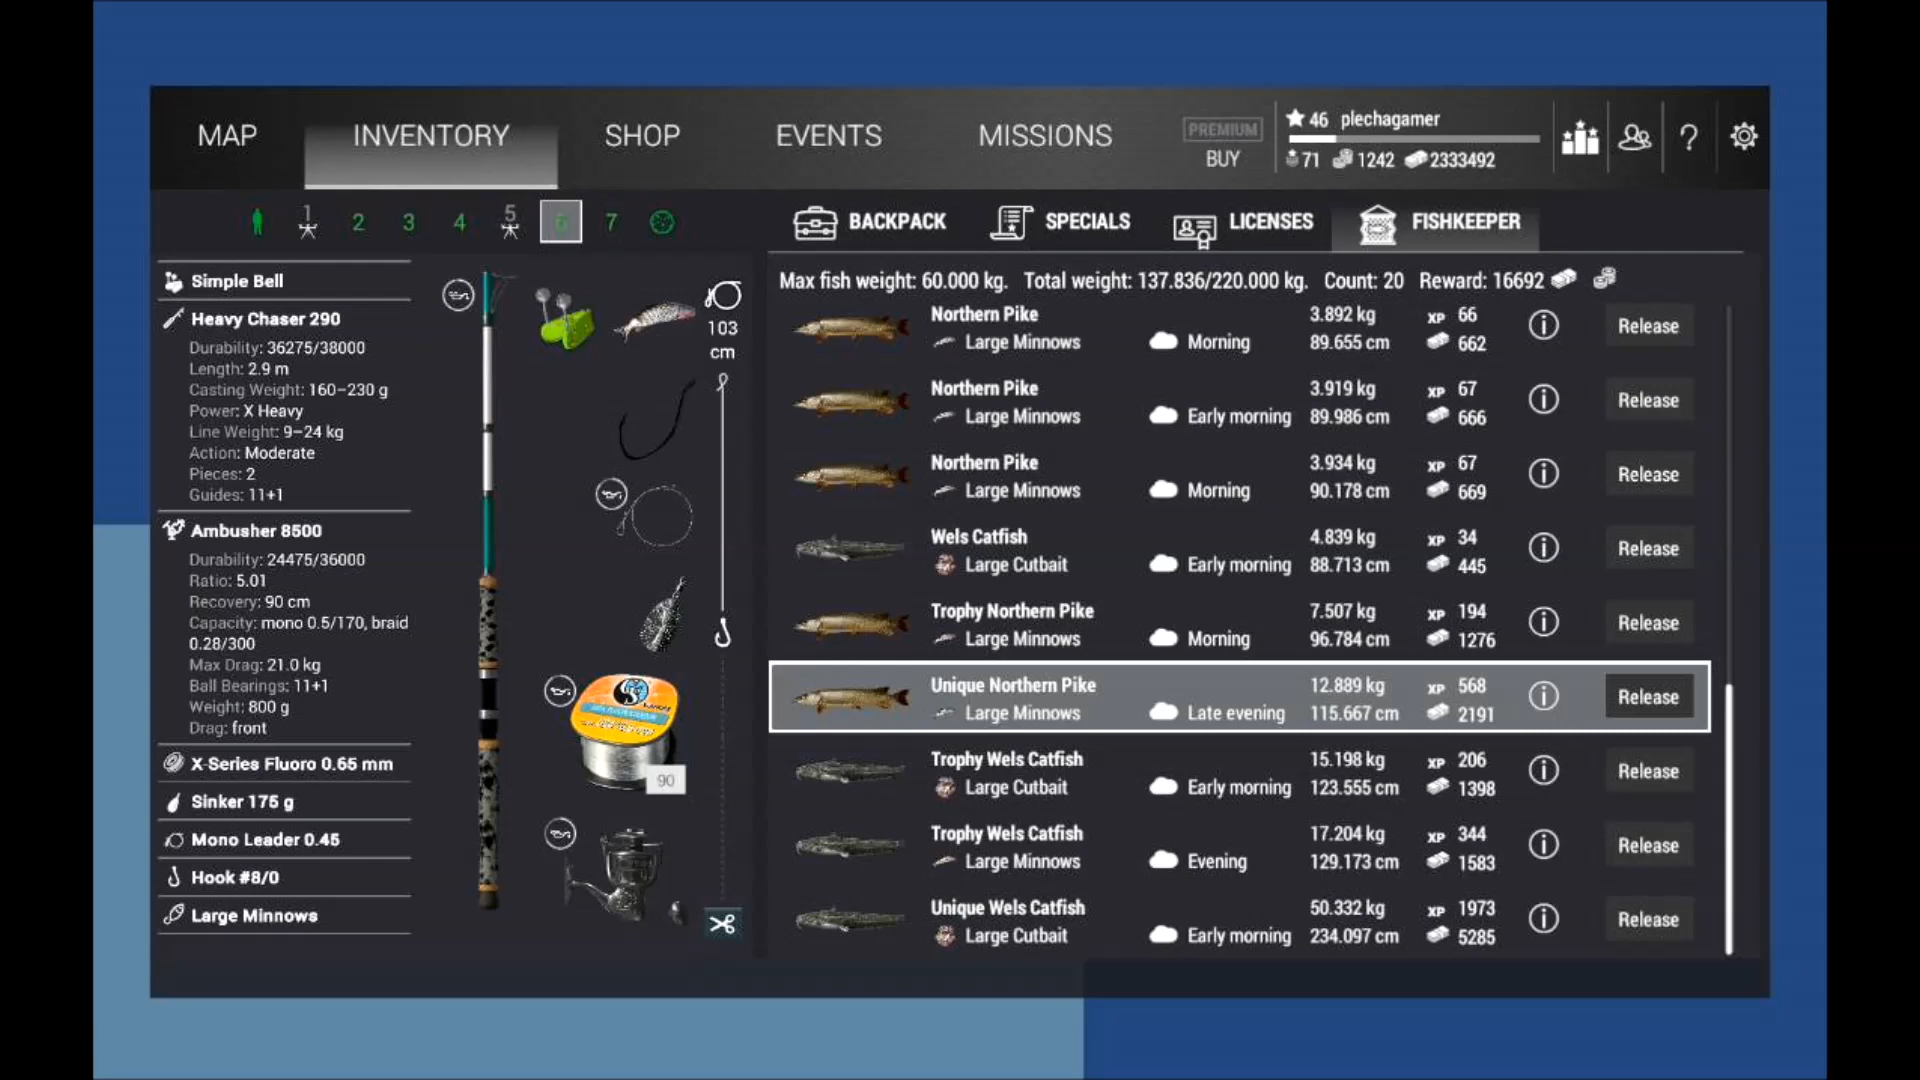 MAP
INVENTORY
SHOP
EVENTS
MISSIONS
PREMIUM
BUY
46 plechagamer
71 1242 2333492
?
1 2 3 4 5 6 7
BACKPACK
SPECIALS
LICENSES
FISHKEEPER
Simple Bell
Heavy Chaser 290
Durability: 36275/38000
Length: 2.9 m
Casting Weight: 160–230 g
Power: X Heavy
Line Weight: 9–24 kg
Action: Moderate
Pieces: 2
Guides: 11+1
Ambusher 8500
Durability: 24475/36000
Ratio: 5.01
Recovery: 90 cm
Capacity: mono 0.5/170, braid
0.28/300
Max Drag: 21.0 kg
Ball Bearings: 11+1
Weight: 800 g
Drag: front
X-Series Fluoro 0.65 mm
Sinker 175 g
Mono Leader 0.45
Hook #8/0
Large Minnows
103
cm
90
Max fish weight: 60.000 kg. Total weight: 137.836/220.000 kg. Count: 20 Reward: 16692
Northern Pike 3.892 kg XP 66
Large Minnows Morning 89.655 cm 662 Release
Northern Pike 3.919 kg XP 67
Large Minnows Early morning 89.986 cm 666 Release
Northern Pike 3.934 kg XP 67
Large Minnows Morning 90.178 cm 669 Release
Wels Catfish 4.839 kg XP 34
Large Cutbait Early morning 88.713 cm 445 Release
Trophy Northern Pike 7.507 kg XP 194
Large Minnows Morning 96.784 cm 1276 Release
Unique Northern Pike 12.889 kg XP 568
Large Minnows Late evening 115.667 cm 2191 Release
Trophy Wels Catfish 15.198 kg XP 206
Large Cutbait Early morning 123.555 cm 1398 Release
Trophy Wels Catfish 17.204 kg XP 344
Large Minnows Evening 129.173 cm 1583 Release
Unique Wels Catfish 50.332 kg XP 1973
Large Cutbait Early morning 234.097 cm 5285 Release